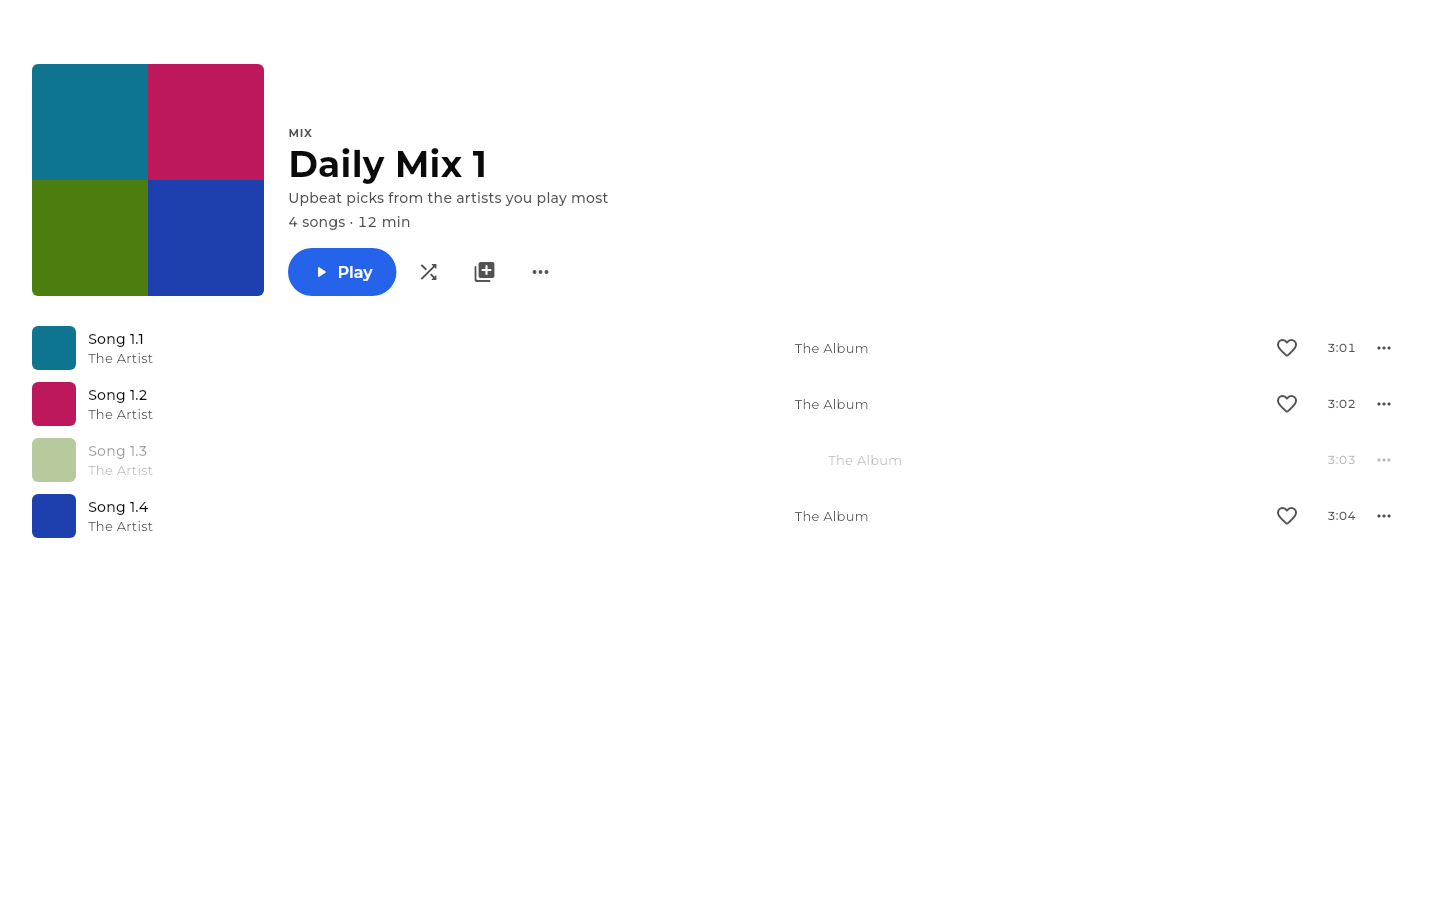 MIX
Daily Mix 1
Upbeat picks from the artists you play most
4 songs · 12 min
Play
Song 1.1
The Artist
The Album
3:01
Song 1.2
The Artist
The Album
3:02
Song 1.3
The Artist
The Album
3:03
Song 1.4
The Artist
The Album
3:04